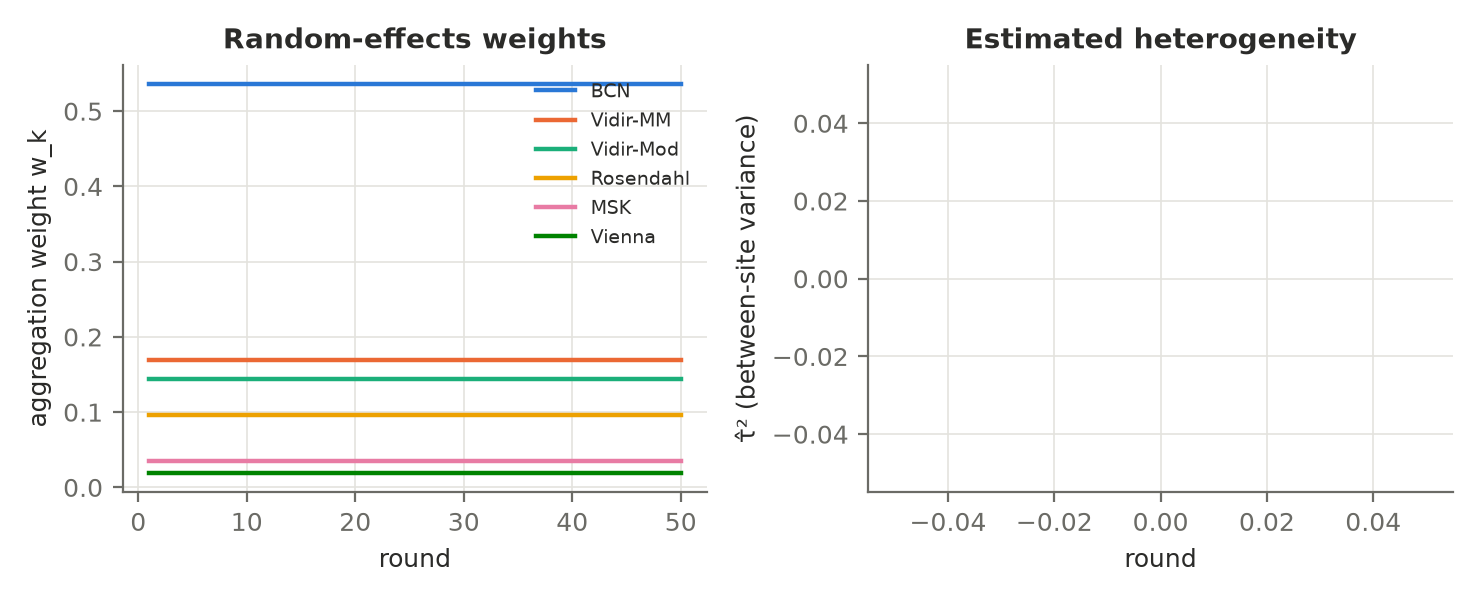 Random-effects weights
aggregation weight w_k
0.5
0.4
0.3
0.2
0.1
0.0
BCN
Vidir-MM
Vidir-Mod
Rosendahl
MSK
Vienna
0 10 20 30 40 50
round
Estimated heterogeneity
τ̂² (between-site variance)
0.04
0.02
0.00
−0.02
−0.04
−0.04 −0.02 0.00 0.02 0.04
round